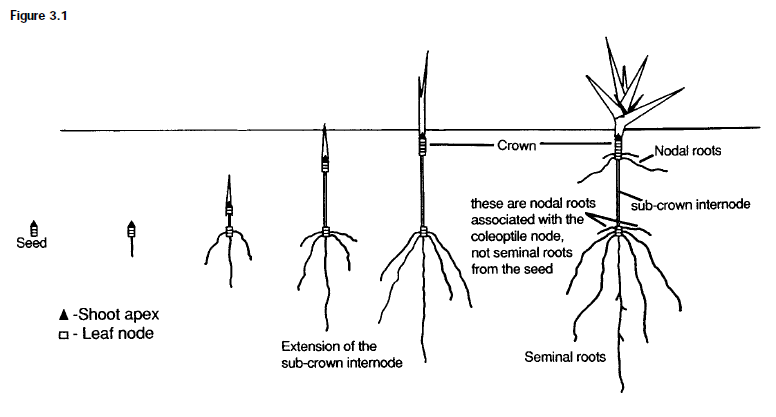 Figure 3.1
Crown
Nodal roots
these are nodal roots
associated with the
coleoptile node,
not seminal roots
from the seed
sub-crown internode
Seed
▲ -Shoot apex
□ - Leaf node
Extension of the
sub-crown internode
Seminal roots